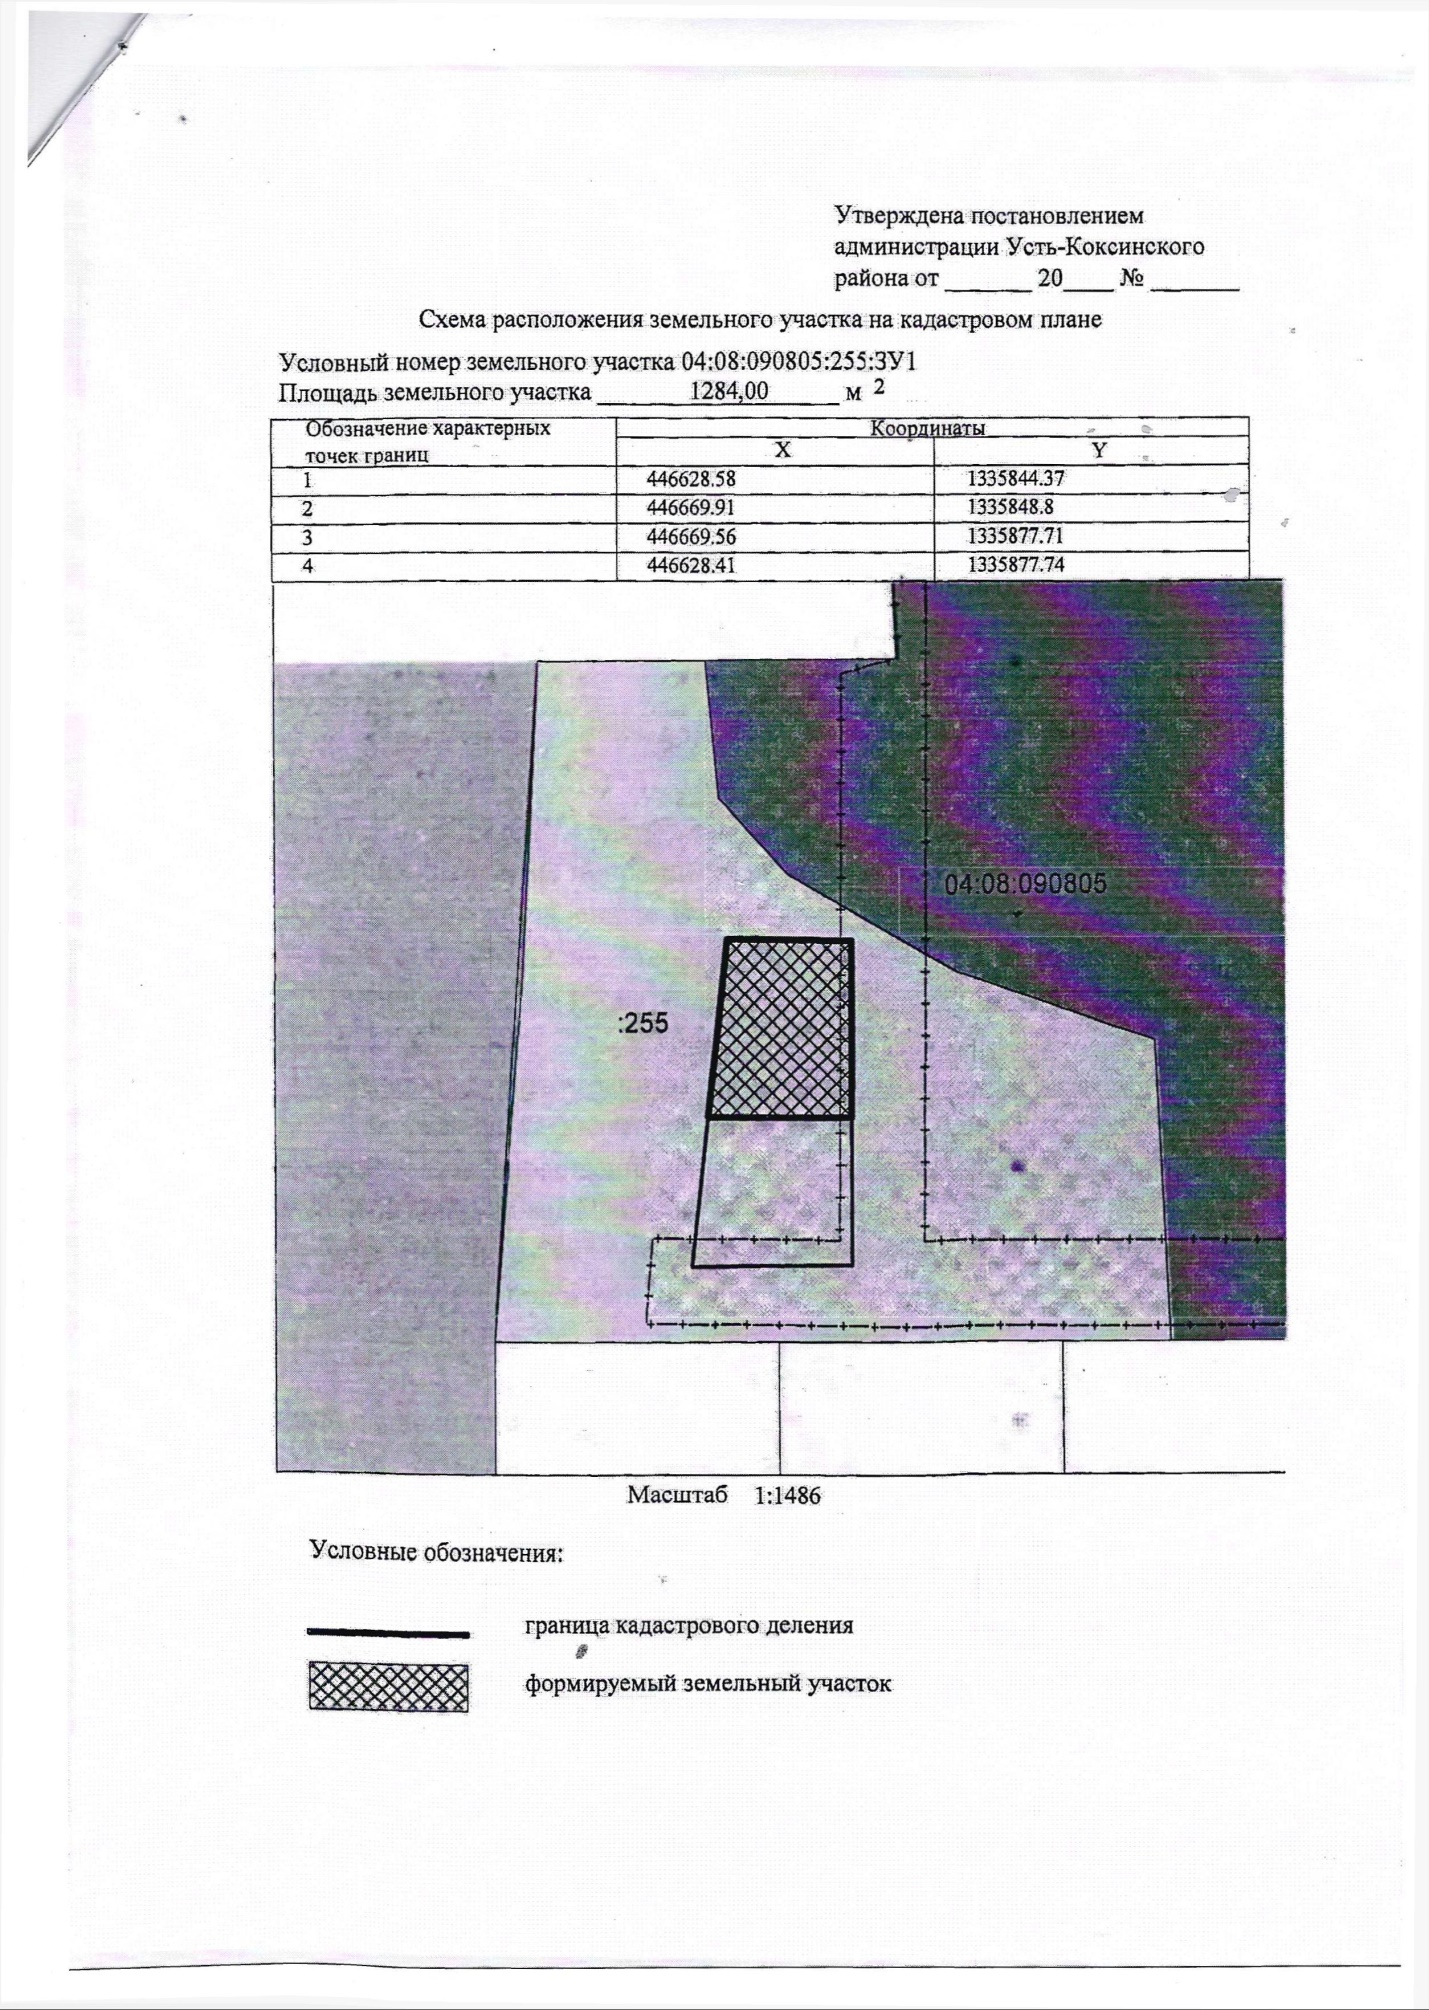 Утверждена постановлением
администрации Усть-Коксинского
района от _______ 20____ № _______
Схема расположения земельного участка на кадастровом плане
Условный номер земельного участка 04:08:090805:255:ЗУ1
Площадь земельного участка 1284,00 м 2
Обозначение характерных точек границ
Координаты
X Y
1 446628.58 1335844.37
2 446669.91 1335848.8
3 446669.56 1335877.71
4 446628.41 1335877.74
04:08:090805
:255
Масштаб 1:1486
Условные обозначения:
граница кадастрового деления
формируемый земельный участок